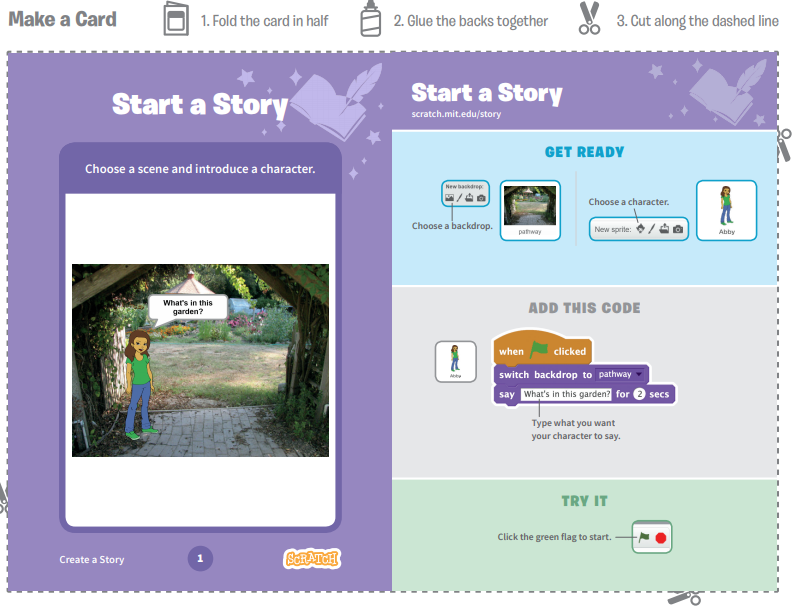 Make a Card
1. Fold the card in half
2. Glue the backs together
3. Cut along the dashed line
Start a Story
Choose a scene and introduce a character.
What's in this
garden?
Create a Story
1
SCRATCH
Start a Story
scratch.mit.edu/story
GET READY
New backdrop:
Choose a backdrop.
pathway
Choose a character.
New sprite:
Abby
ADD THIS CODE
Abby
when clicked
switch backdrop to pathway
say What's in this garden? for 2 secs
Type what you want
your character to say.
TRY IT
Click the green flag to start.